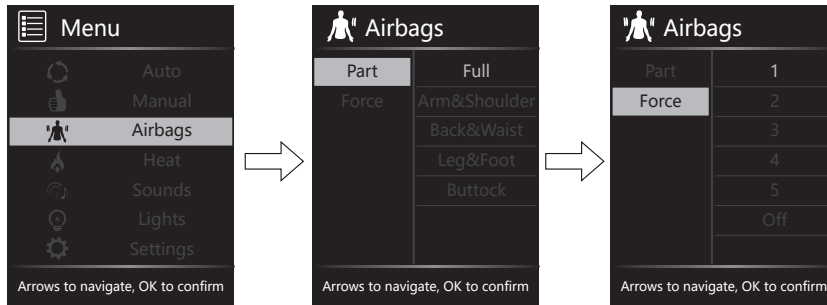 Menu
Auto
Manual
Airbags
Heat
Sounds
Lights
Settings
Arrows to navigate, OK to confirm
Airbags
Part Full
Force Arm&Shoulder
Back&Waist
Leg&Foot
Buttock
Arrows to navigate, OK to confirm
Airbags
Part 1
Force 2
3
4
5
Off
Arrows to navigate, OK to confirm